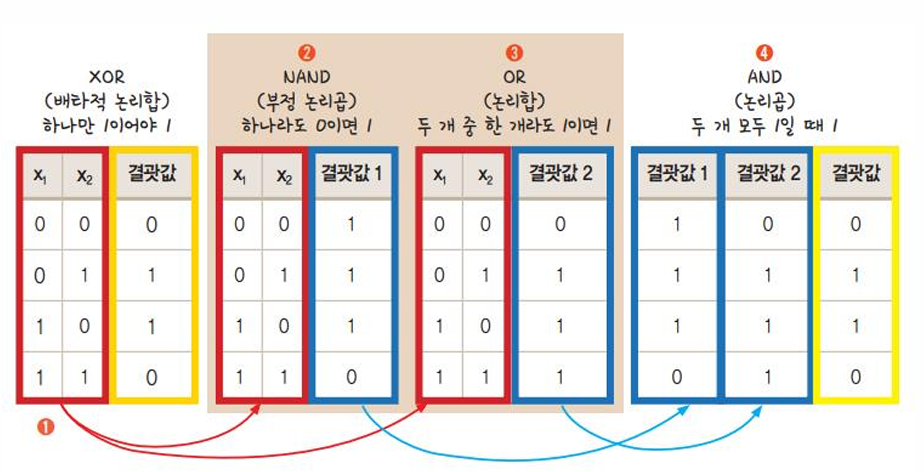 ❷
❸
❹
XOR
(배타적 논리합)
하나만 1이어야 1
NAND
(부정 논리곱)
하나라도 0이면 1
OR
(논리합)
두 개 중 한 개라도 1이면 1
AND
(논리곱)
두 개 모두 1일 때 1
x₁ x₂ 결괏값
0 0 0
0 1 1
1 0 1
1 1 0
x₁ x₂ 결괏값 1
0 0 1
0 1 1
1 0 1
1 1 0
x₁ x₂ 결괏값 2
0 0 0
0 1 1
1 0 1
1 1 1
결괏값 1 결괏값 2 결괏값
1 0 0
1 1 1
1 1 1
0 1 0
❶